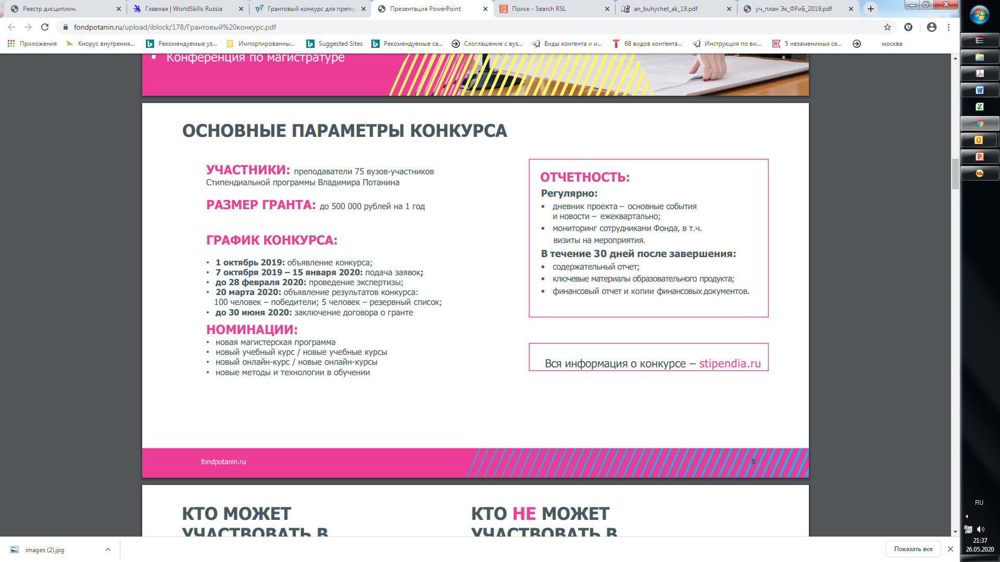 Реестр дисциплин.
Главная | WorldSkills Russia
Грантовый конкурс для препо
Презентация PowerPoint
Поиск - Search RSL
an_buhychet_ak_19.pdf
уч_план Эк_ФРиБ_2019.pdf
fondpotanin.ru/upload/iblock/178/Грантовый%20конкурс.pdf
Приложения
Кнорус внутрення...
Рекомендуемые уз...
Импортированны...
Suggested Sites
Рекомендуемые са...
Слоглашение с вуз...
Виды контента и и...
68 видов контента...
Инструкция по ви...
5 незаменимых се...
москва
Конференция по магистратуре
ОСНОВНЫЕ ПАРАМЕТРЫ КОНКУРСА
УЧАСТНИКИ: преподаватели 75 вузов-участников
Стипендиальной программы Владимира Потанина
РАЗМЕР ГРАНТА: до 500 000 рублей на 1 год
ГРАФИК КОНКУРСА:
• 1 октябрь 2019: объявление конкурса;
• 7 октября 2019 – 15 января 2020: подача заявок;
• до 28 февраля 2020: проведение экспертизы;
• 20 марта 2020: объявление результатов конкурса:
100 человек – победители; 5 человек – резервный список;
• до 30 июня 2020: заключение договора о гранте
НОМИНАЦИИ:
• новая магистерская программа
• новый учебный курс / новые учебные курсы
• новый онлайн-курс / новые онлайн-курсы
• новые методы и технологии в обучении
ОТЧЕТНОСТЬ:
Регулярно:
• дневник проекта – основные события
и новости – ежеквартально;
• мониторинг сотрудниками Фонда, в т.ч.
визиты на мероприятия.
В течение 30 дней после завершения:
• содержательный отчет;
• ключевые материалы образовательного продукта;
• финансовый отчет и копии финансовых документов.
Вся информация о конкурсе – stipendia.ru
fondpotanin.ru
5
КТО МОЖЕТ
УЧАСТВОВАТЬ В
КТО НЕ МОЖЕТ
УЧАСТВОВАТЬ В
images (2).jpg
Показать все
RU
21:37
26.05.2020